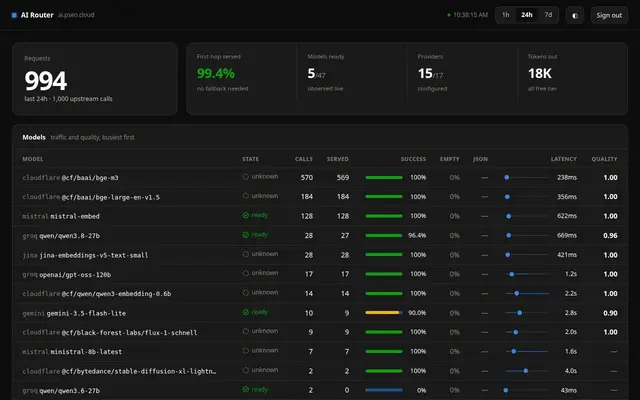 AI Router ai.pseo.cloud 10:38:15 AM 1h 24h 7d Sign out
Requests
994
last 24h · 1,000 upstream calls
First-hop served
99.4%
no fallback needed
Models ready
5/47
observed live
Providers
15/17
configured
Tokens out
18K
all free tier
Models traffic and quality, busiest first
MODEL STATE CALLS SERVED SUCCESS EMPTY JSON LATENCY QUALITY
cloudflare @cf/baai/bge-m3 unknown 570 569 100% 0% — 238ms 1.00
cloudflare @cf/baai/bge-large-en-v1.5 unknown 184 184 100% 0% — 356ms 1.00
mistral mistral-embed ready 128 128 100% 0% — 622ms 1.00
groq qwen/qwen3.8-27b ready 28 27 96.4% 0% — 669ms 0.96
jina jina-embeddings-v5-text-small unknown 28 28 100% 0% — 421ms 1.00
groq openai/gpt-oss-120b unknown 17 17 100% 0% — 1.2s 1.00
cloudflare @cf/qwen/qwen3-embedding-0.6b unknown 14 14 100% 0% — 2.2s 1.00
gemini gemini-3.5-flash-lite ready 10 9 90.0% 0% — 2.8s 0.90
cloudflare @cf/black-forest-labs/flux-1-schnell unknown 9 9 100% 0% — 2.0s 1.00
mistral ministral-8b-latest unknown 7 7 100% 0% — 1.6s —
cloudflare @cf/bytedance/stable-diffusion-xl-lightn… unknown 2 2 100% 0% — 4.0s —
groq qwen/qwen3.6-27b ready 2 0 0% 0% — 43ms —